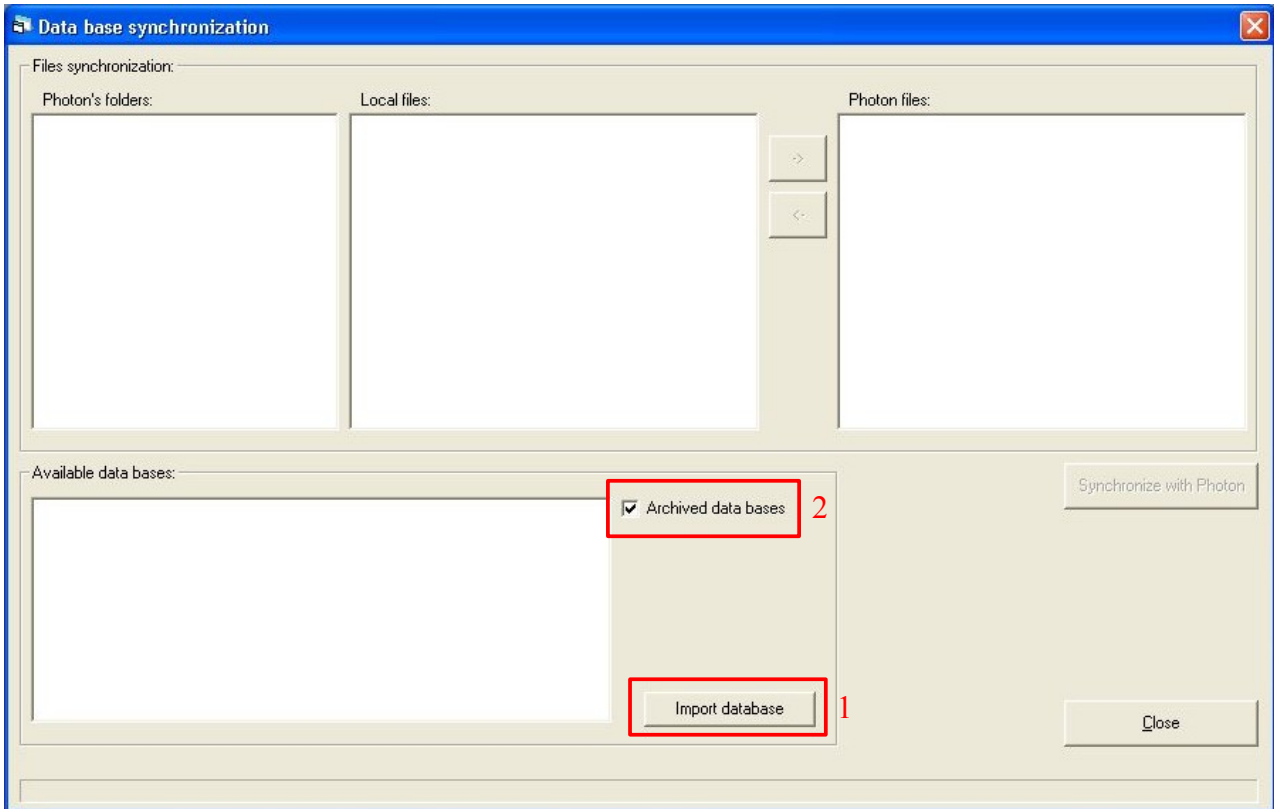 Data base synchronization
Files synchronization:
Photon's folders:
Local files:
Photon files:
->
<-
Available data bases:
Archived data bases
2
Synchronize with Photon
Import database
1
Close